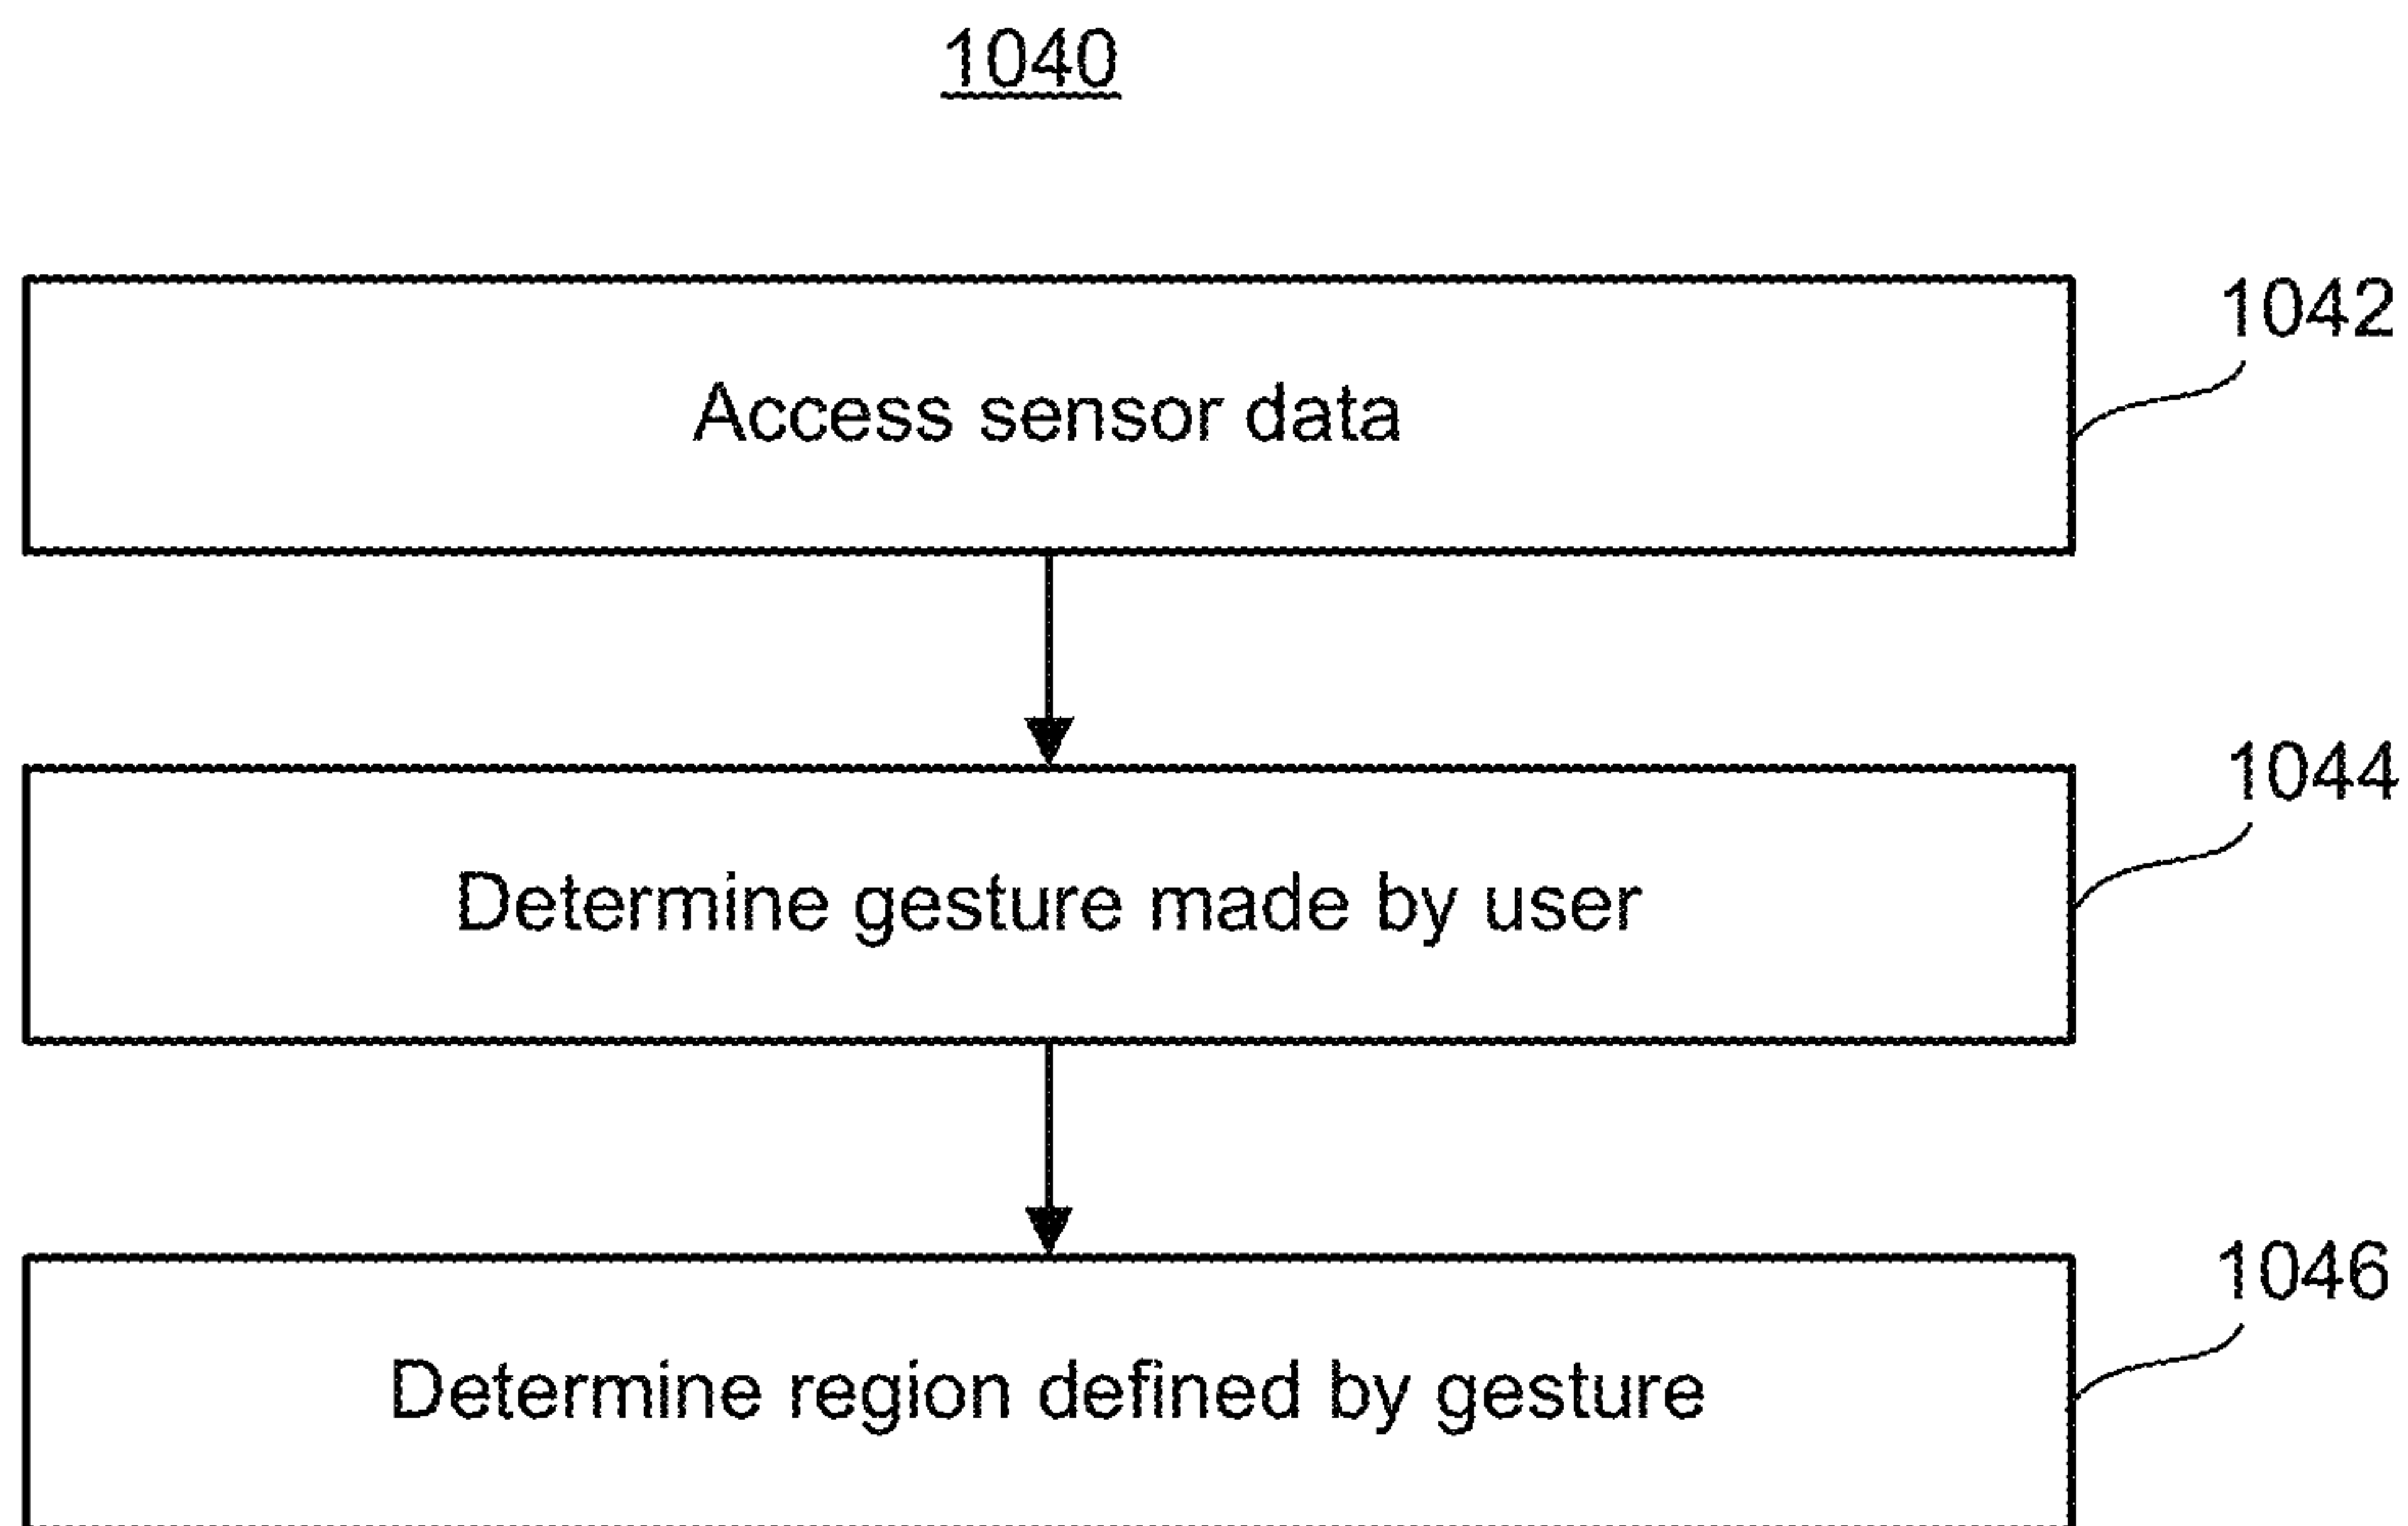 1040
1042
Access sensor data
1044
Determine gesture made by user
1046
Determine region defined by gesture